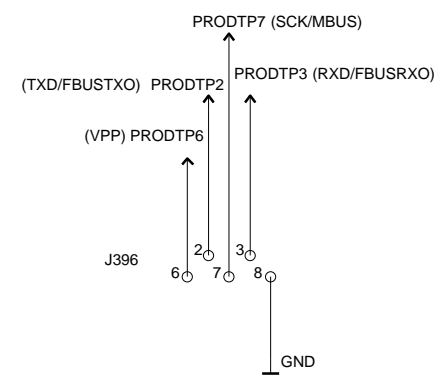 PRODTP7 (SCK/MBUS)
(TXD/FBUSTXO) PRODTP2 PRODTP3 (RXD/FBUSRXO)
(VPP) PRODTP6
2 3
J396 6 7 8
GND